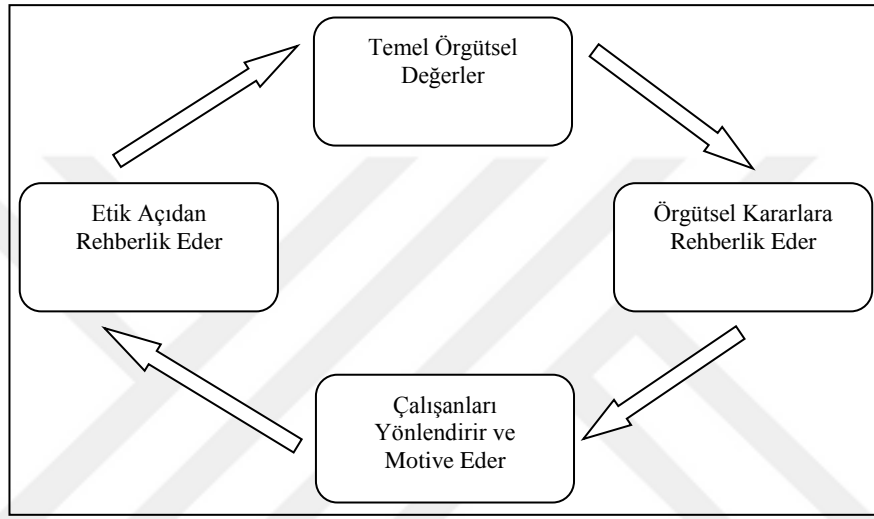 Temel Örgütsel
Değerler
Etik Açıdan
Rehberlik Eder
Örgütsel Kararlara
Rehberlik Eder
Çalışanları
Yönlendirir ve
Motive Eder